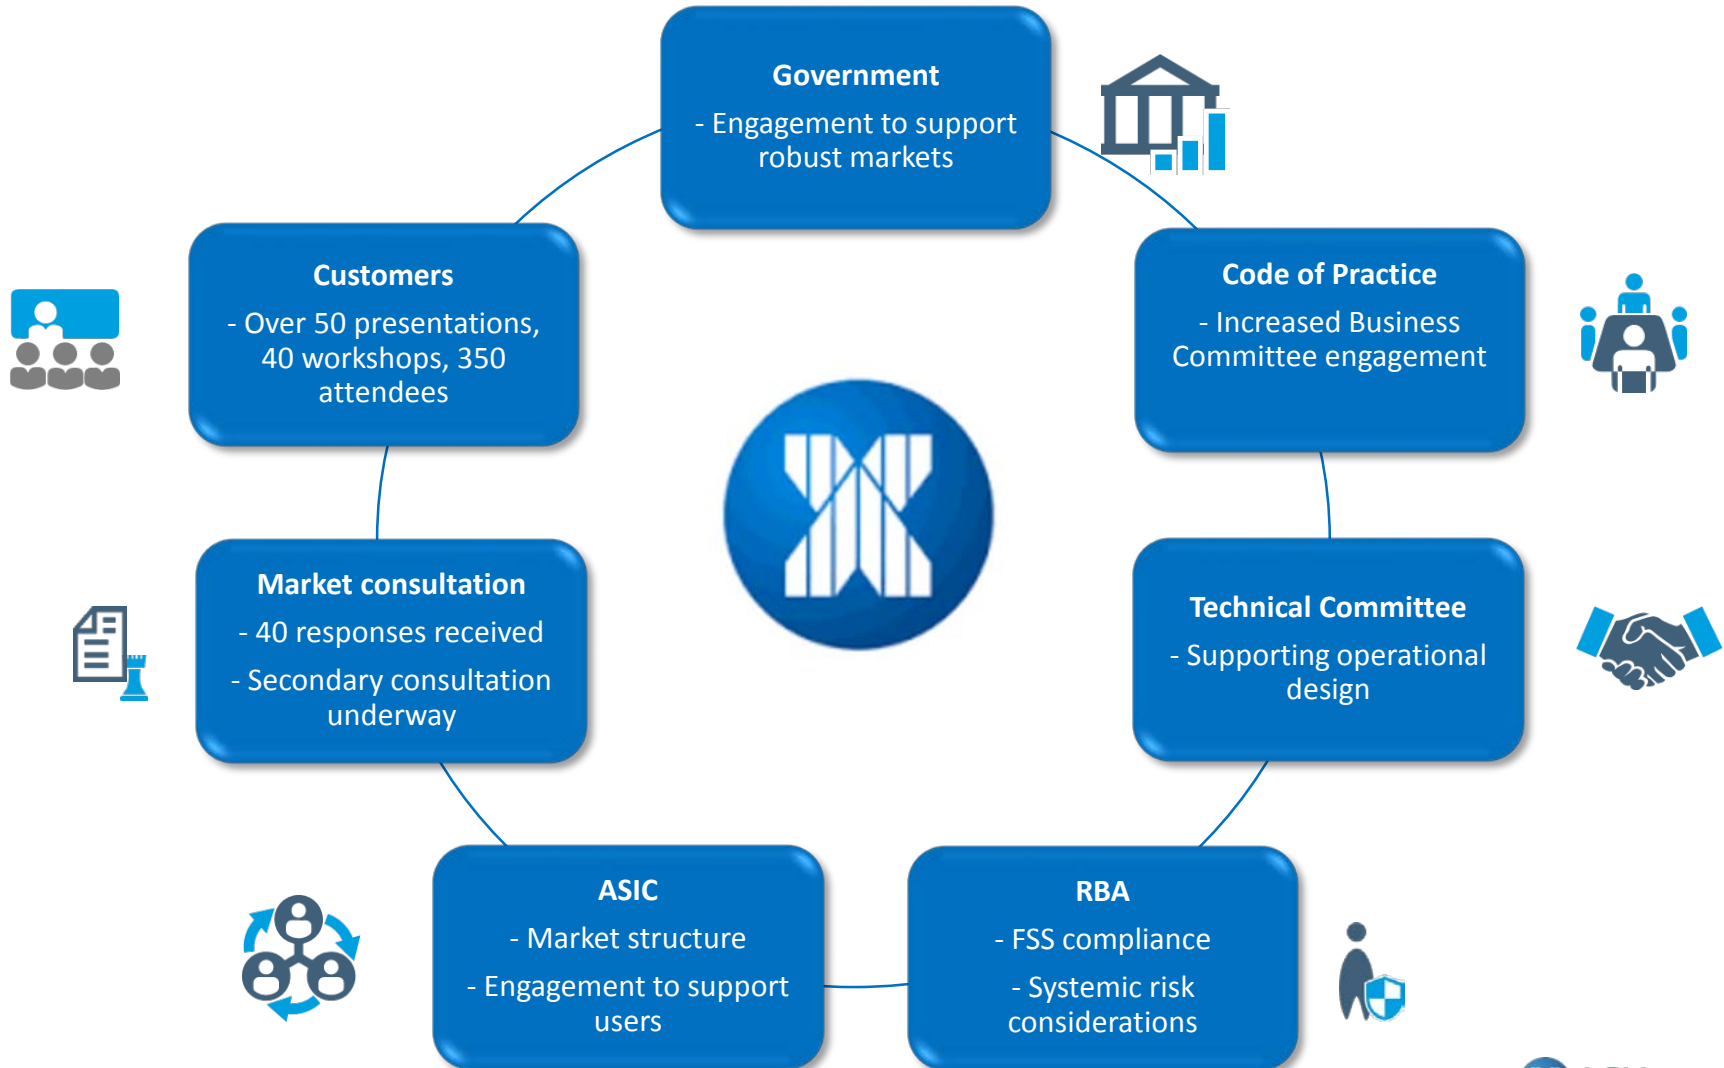 Government
- Engagement to support
robust markets
Customers
- Over 50 presentations,
40 workshops, 350
attendees
Code of Practice
- Increased Business
Committee engagement
Market consultation
- 40 responses received
- Secondary consultation
underway
Technical Committee
- Supporting operational
design
ASIC
- Market structure
- Engagement to support
users
RBA
- FSS compliance
- Systemic risk
considerations